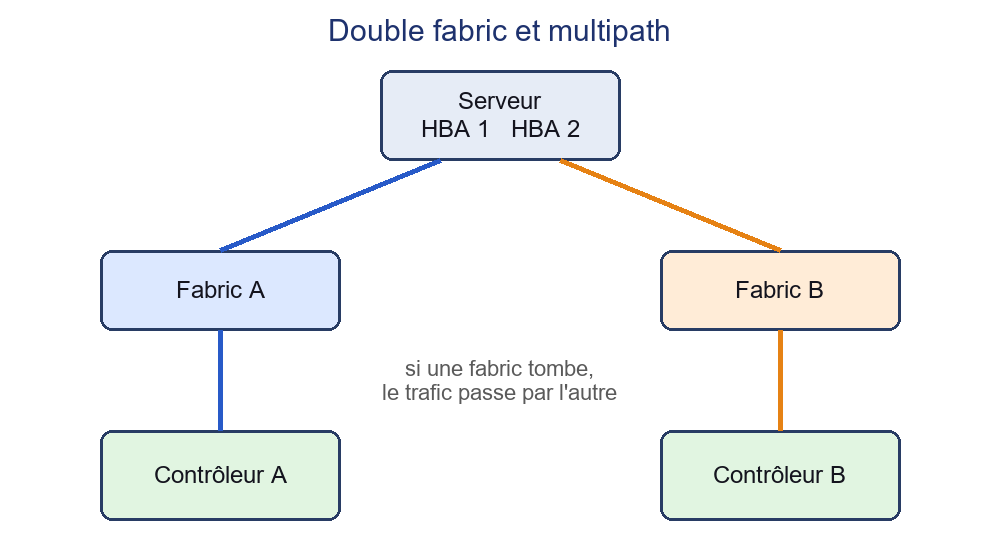 Double fabric et multipath
Serveur
HBA 1 HBA 2
Fabric A
Fabric B
si une fabric tombe,
le trafic passe par l'autre
Contrôleur A
Contrôleur B